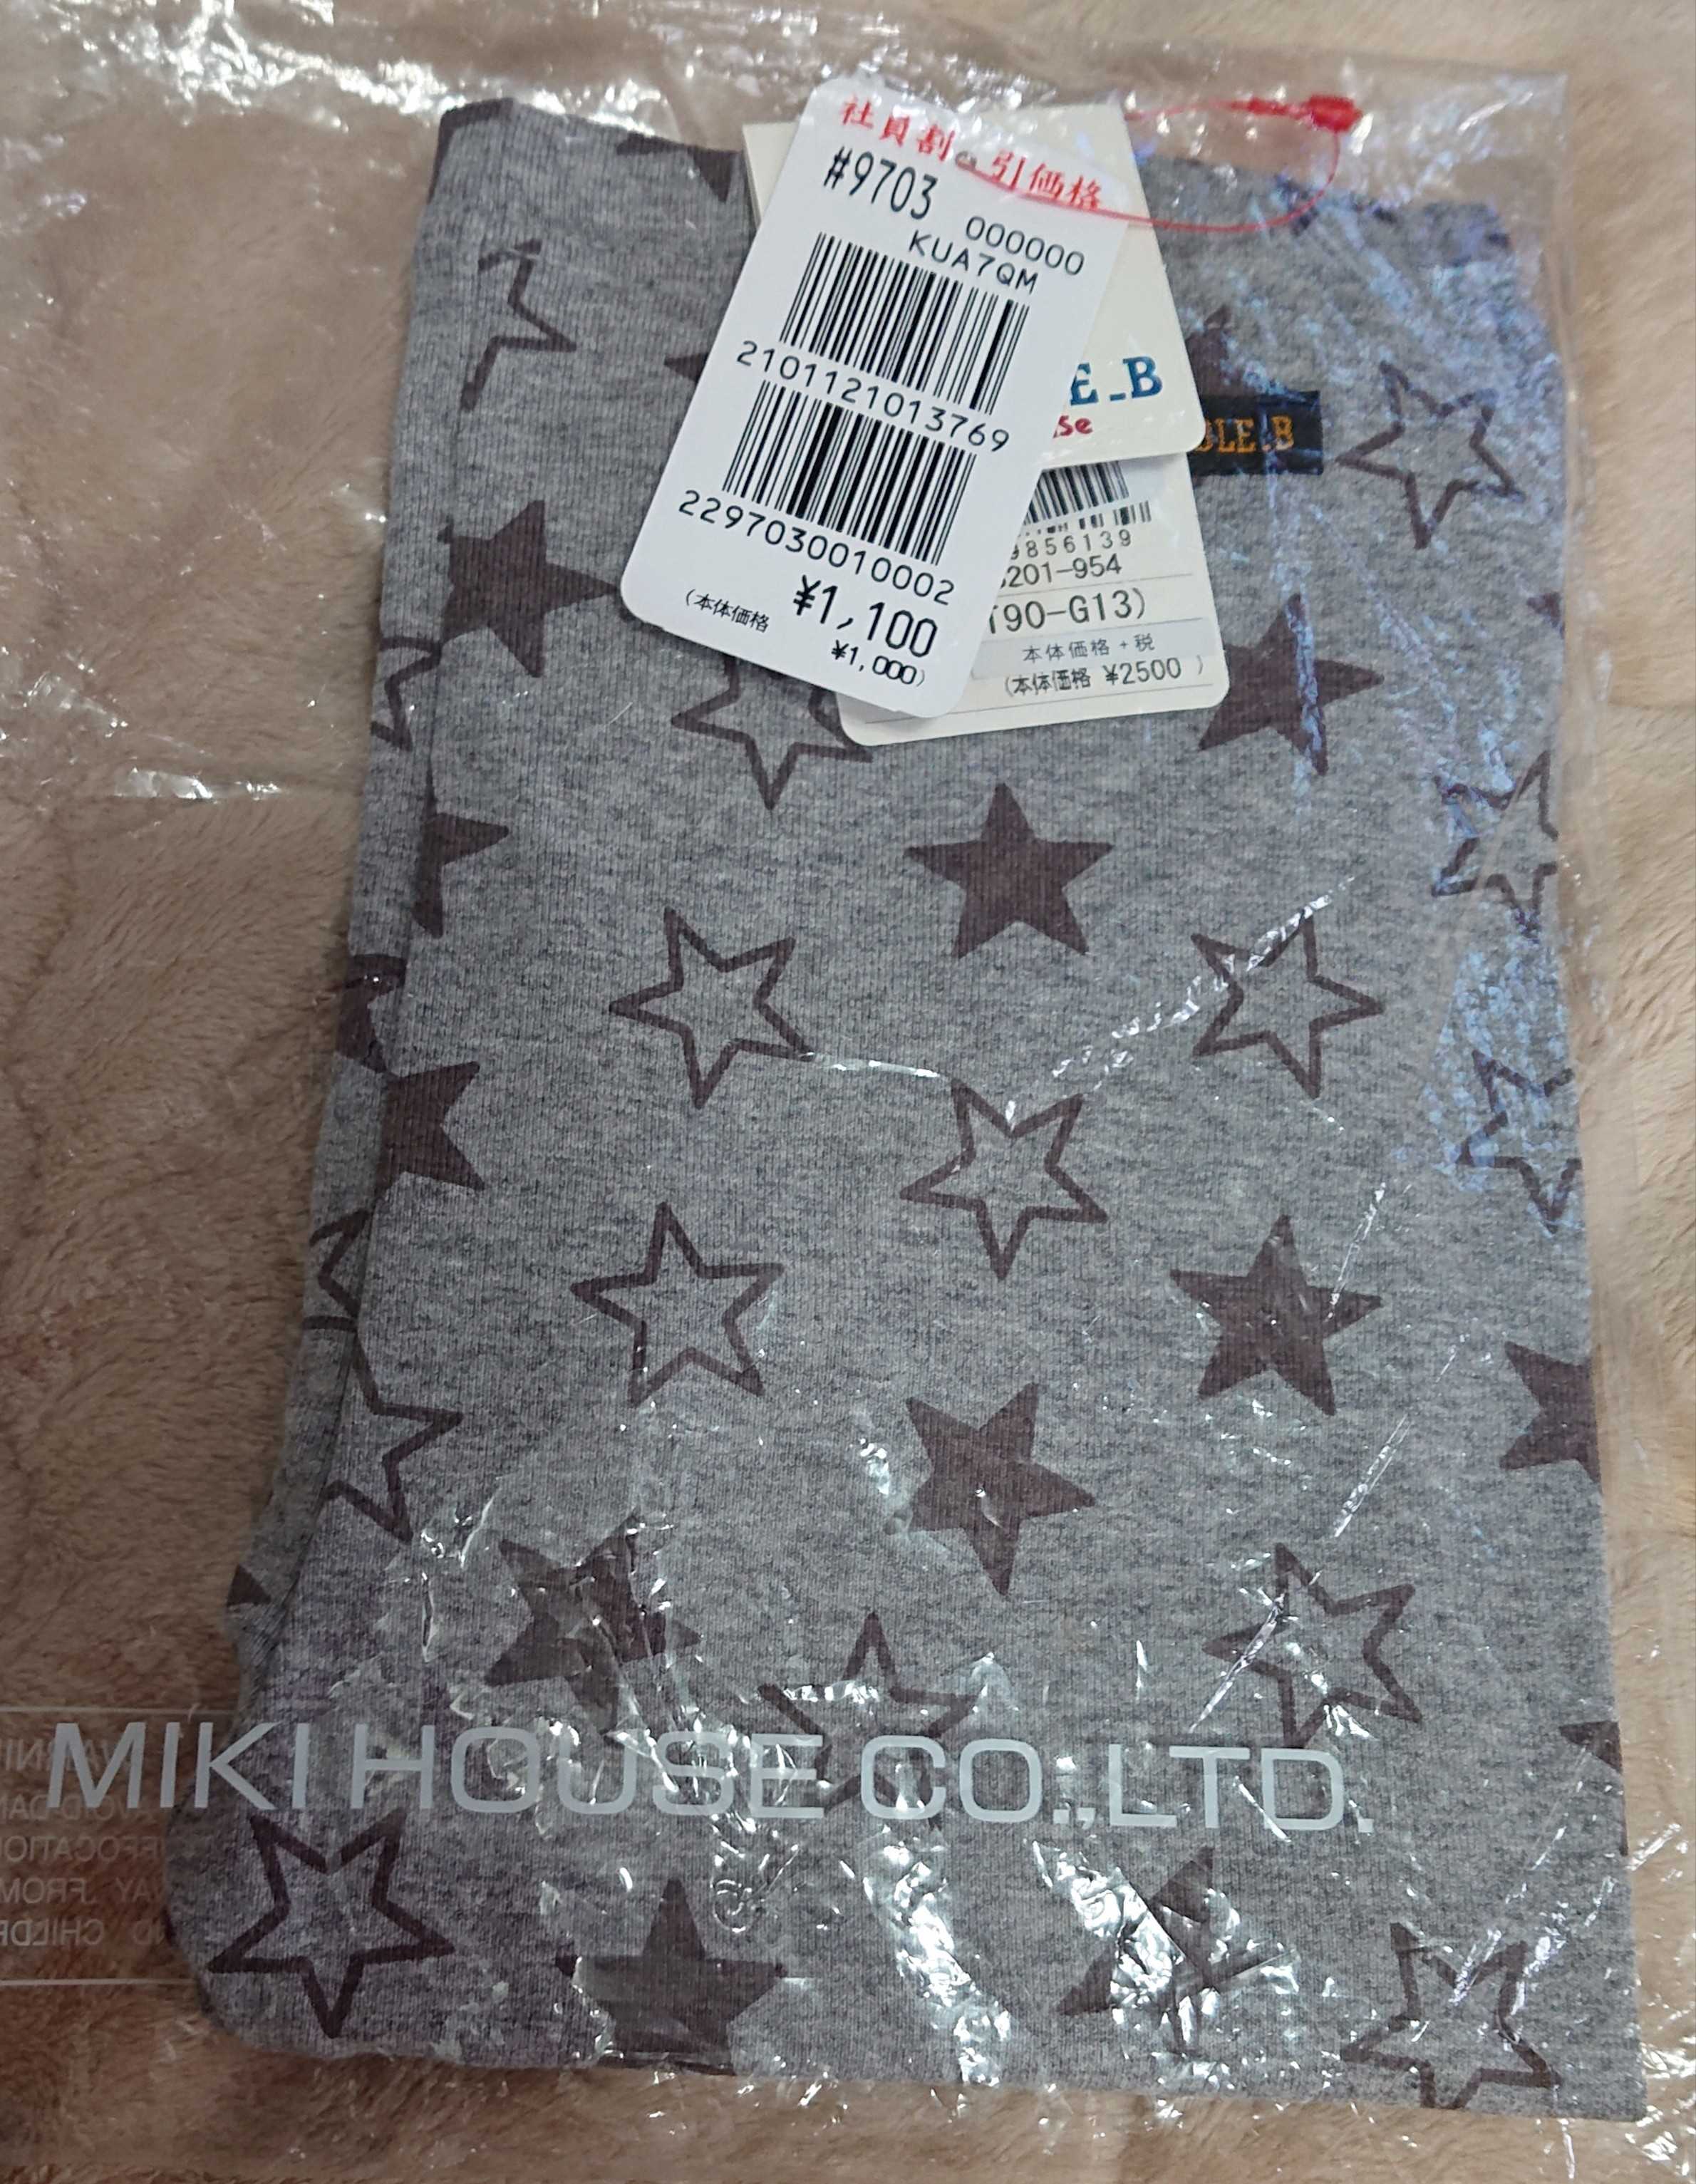 社員割引価格
#9703
000000
KUA7QM
2101121013769
2297030010002
¥1,100
(本体価格 ¥1,000)
E_B
se
9856139
201-954
T90-G13)
本体価格+税
(本体価格 ¥2500 )
BLE.B
MIKI HOUSE CO.,LTD.